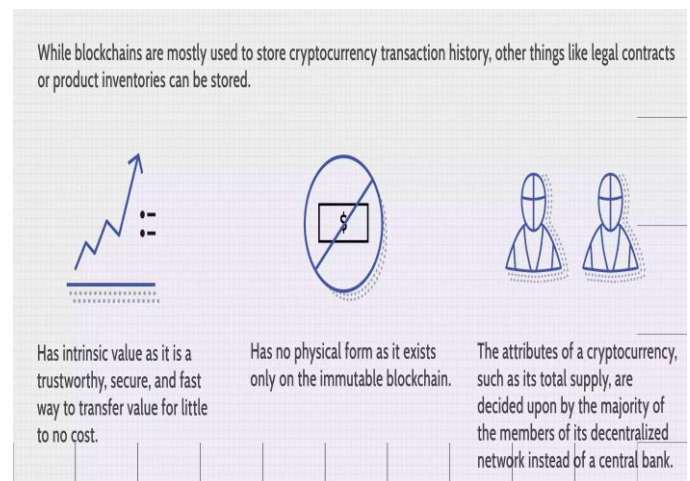 While blockchains are mostly used to store cryptocurrency transaction history, other things like legal contracts
or product inventories can be stored.
$
Has intrinsic value as it is a
trustworthy, secure, and fast
way to transfer value for little
to no cost.
Has no physical form as it exists
only on the immutable blockchain.
The attributes of a cryptocurrency,
such as its total supply, are
decided upon by the majority of
the members of its decentralized
network instead of a central bank.